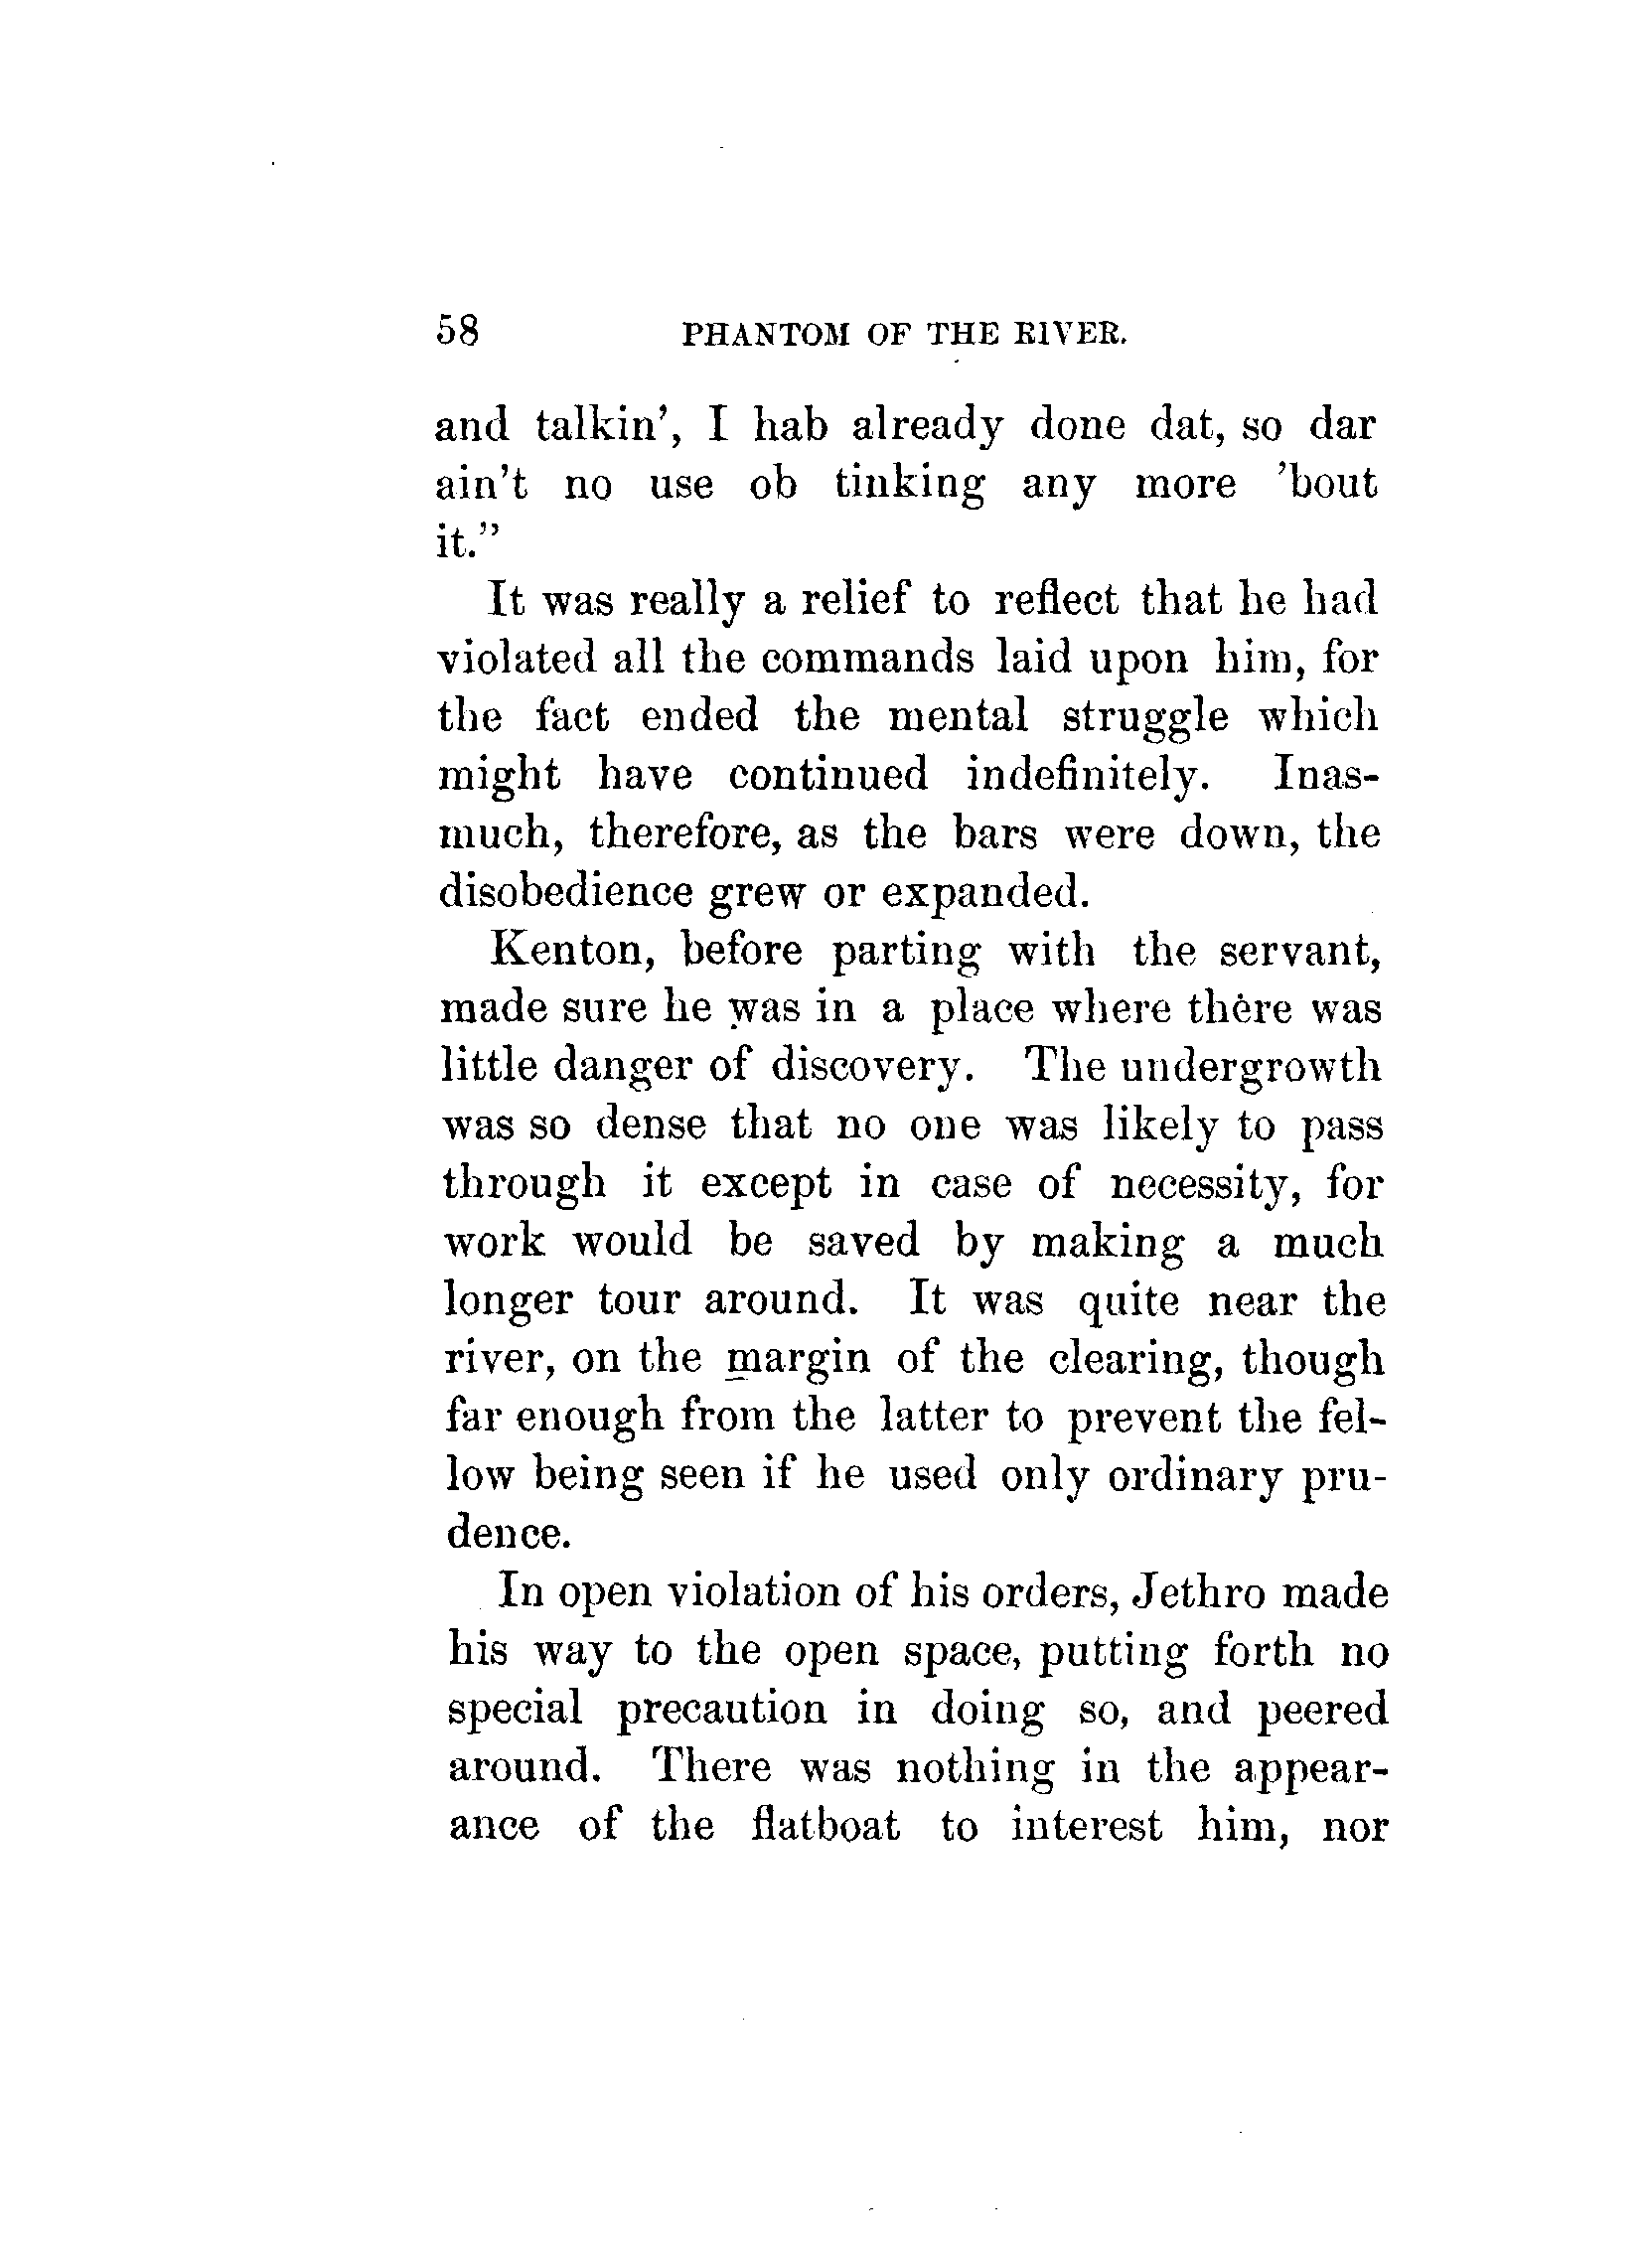 58 PHANTOM OF THE RIVER.
and talkin', I hab already done dat, so dar
ain't no use ob tinking any more 'bout
it."
It was really a relief to reflect that he had
violated all the commands laid upon him, for
the fact ended the mental struggle which
might have continued indefinitely. Inas-
much, therefore, as the bars were down, the
disobedience grew or expanded.
Kenton, before parting with the servant,
made sure he was in a place where there was
little danger of discovery. The undergrowth
was so dense that no one was likely to pass
through it except in case of necessity, for
work would be saved by making a much
longer tour around. It was quite near the
river, on the margin of the clearing, though
far enough from the latter to prevent the fel-
low being seen if he used only ordinary pru-
dence.
In open violation of his orders, Jethro made
his way to the open space, putting forth no
special precaution in doing so, and peered
around. There was nothing in the appear-
ance of the flatboat to interest him, nor